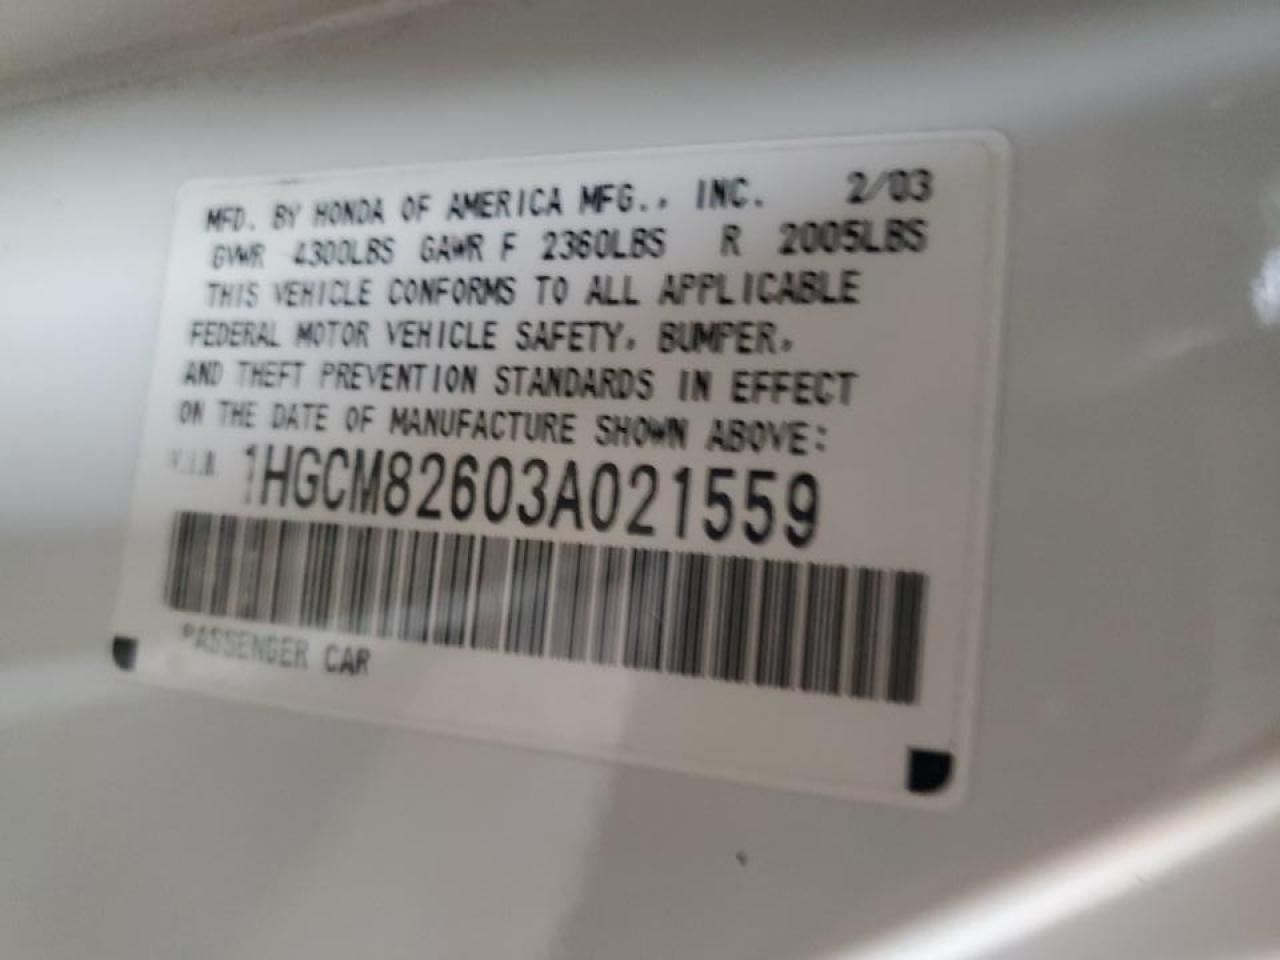 MFD. BY HONDA OF AMERICA MFG., INC. 2/03
GVWR 4300LBS GAWR F 2360LBS R 2005LBS
THIS VEHICLE CONFORMS TO ALL APPLICABLE
FEDERAL MOTOR VEHICLE SAFETY, BUMPER,
AND THEFT PREVENTION STANDARDS IN EFFECT
ON THE DATE OF MANUFACTURE SHOWN ABOVE:
V.I.N. 1HGCM82603A021559
PASSENGER CAR